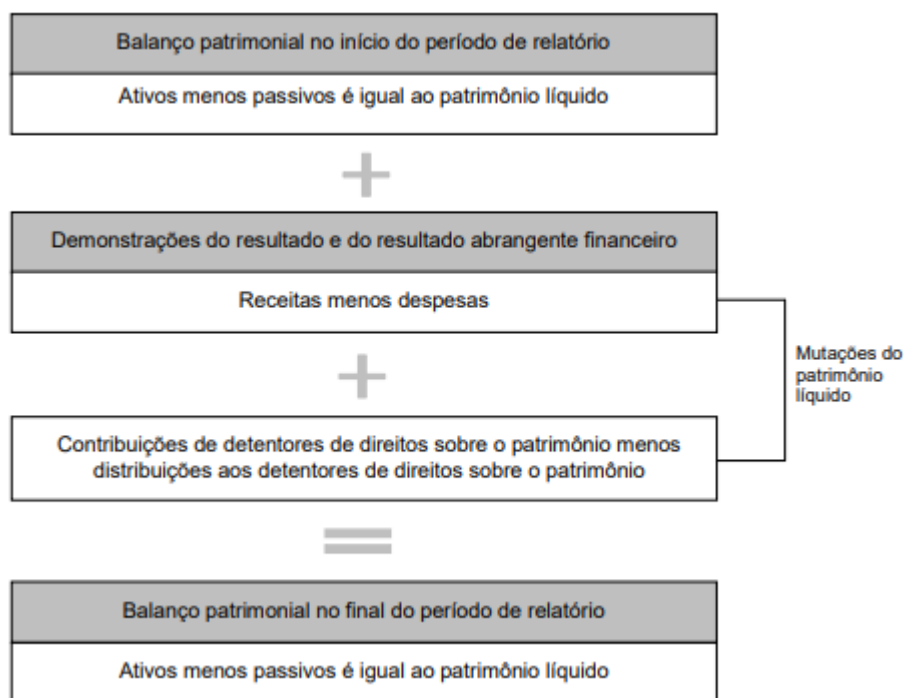 Balanço patrimonial no início do período de relatório
Ativos menos passivos é igual ao patrimônio líquido
+
Demonstrações do resultado e do resultado abrangente financeiro
Receitas menos despesas
Mutações do
patrimônio
líquido
+
Contribuições de detentores de direitos sobre o patrimônio menos
distribuições aos detentores de direitos sobre o patrimônio
=
Balanço patrimonial no final do período de relatório
Ativos menos passivos é igual ao patrimônio líquido